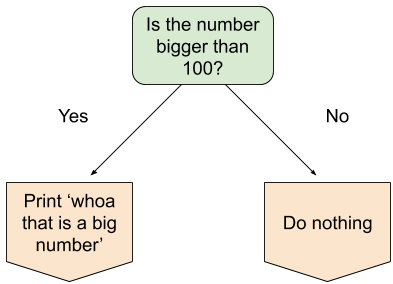 Is the number
bigger than
100?
Yes
No
Print ‘whoa
that is a big
number’
Do nothing